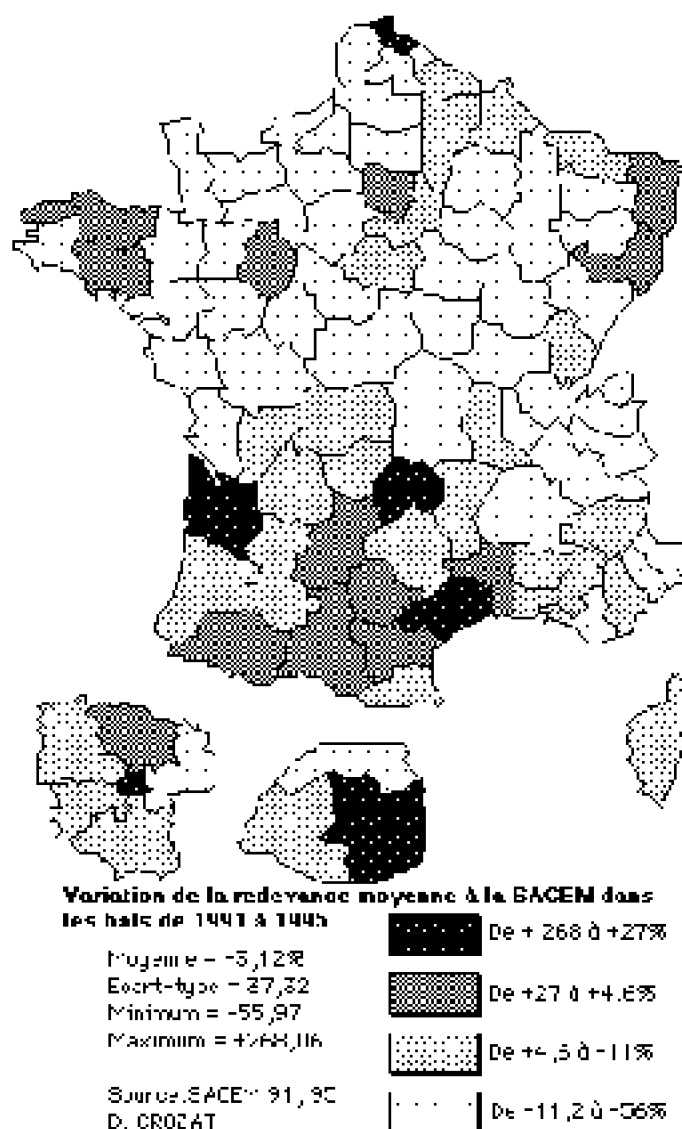 Variation de la redevance moyenne à la SACEM dans
les bals de 1991 à 1995
Moyenne = -3,12%
Ecart-type = 37,32
Minimum = -55,97
Maximum = +268,06
Source: SACEM 91, 95
D. CROZAT
De + 268 à +27%
De +27 à +4.6%
De +4,5 à -11%
De -11,2 à -56%